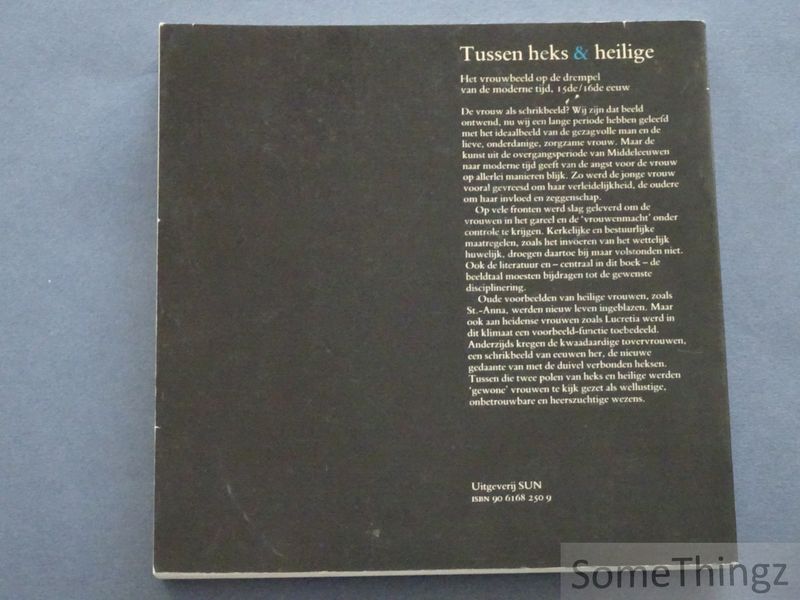 Tussen heks & heilige
Het vrouwbeeld op de drempel
van de moderne tijd, 15de/16de eeuw
De vrouw als schrikbeeld? Wij zijn dat beeld
ontwend, nu wij een lange periode hebben geleefd
met het ideaalbeeld van de gezagvolle man en de
lieve, onderdanige, zorgzame vrouw. Maar de
kunst uit de overgangsperiode van Middeleeuwen
naar moderne tijd geeft van de angst voor de vrouw
op allerlei manieren blijk. Zo werd de jonge vrouw
vooral gevreesd om haar verleidelijkheid, de oudere
om haar invloed en zeggenschap.
Op vele fronten werd slag geleverd om de
vrouwen in het gareel en de 'vrouwenmacht' onder
controle te krijgen. Kerkelijke en bestuurlijke
maatregelen, zoals het invoeren van het wettelijk
huwelijk, droegen daartoe bij maar volstonden niet.
Ook de literatuur en – centraal in dit boek – de
beeldtaal moesten bijdragen tot de gewenste
disciplinering.
Oude voorbeelden van heilige vrouwen, zoals
St.-Anna, werden nieuw leven ingeblazen. Maar
ook aan heidense vrouwen zoals Lucretia werd in
dit klimaat een voorbeeld-functie toebedeeld.
Anderzijds kregen de kwaadaardige tovervrouwen,
een schrikbeeld van eeuwen her, de nieuwe
gedaante van met de duivel verbonden heksen.
Tussen die twee polen van heks en heilige werden
'gewone' vrouwen te kijk gezet als wellustige,
onbetrouwbare en heerszuchtige wezens.
Uitgeverij SUN
ISBN 90 6168 250 9
SomeThingz